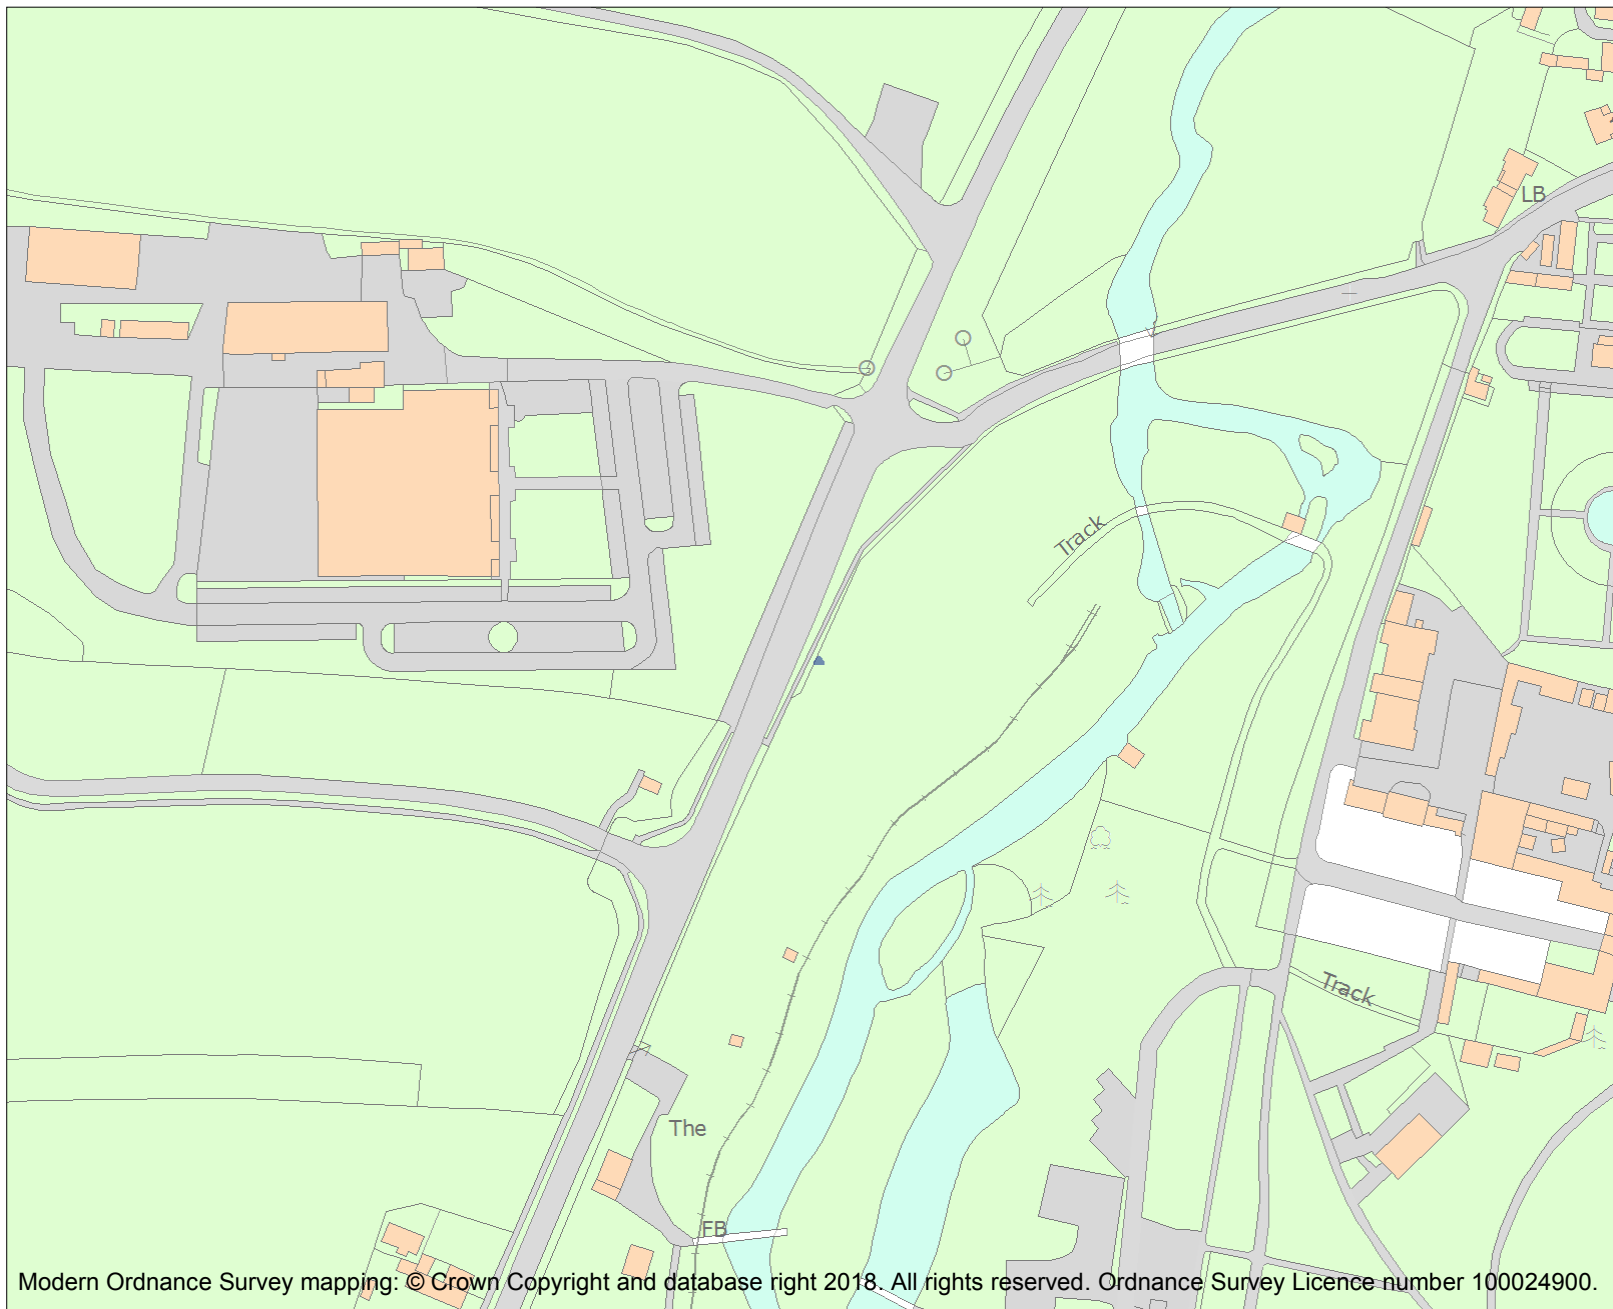 LB
Track
Track
The
FB
Modern Ordnance Survey mapping: © Crown Copyright and database right 2018. All rights reserved. Ordnance Survey Licence number 100024900.